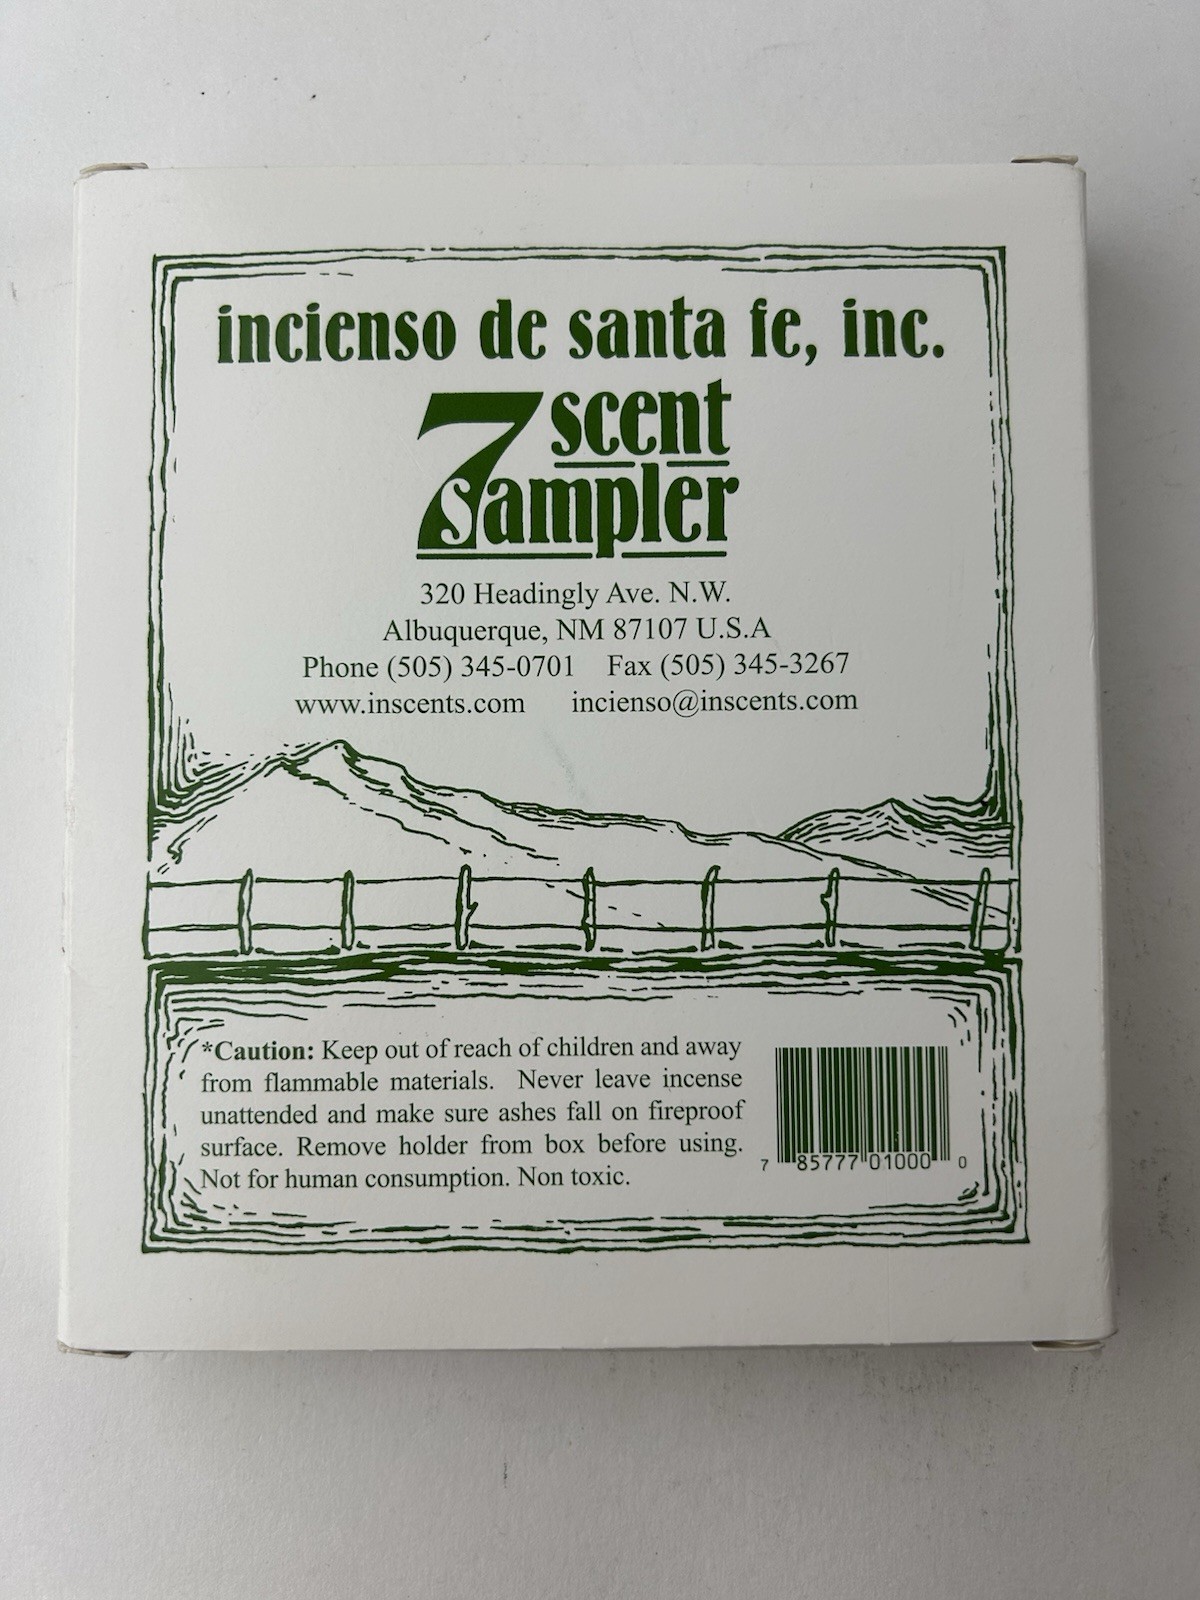 incienso de santa fe, inc.
7 scent
sampler
320 Headingly Ave. N.W.
Albuquerque, NM 87107 U.S.A
Phone (505) 345-0701 Fax (505) 345-3267
www.inscents.com incienso@inscents.com
*Caution: Keep out of reach of children and away
from flammable materials. Never leave incense
unattended and make sure ashes fall on fireproof
surface. Remove holder from box before using.
Not for human consumption. Non toxic.
7 85777 01000 0